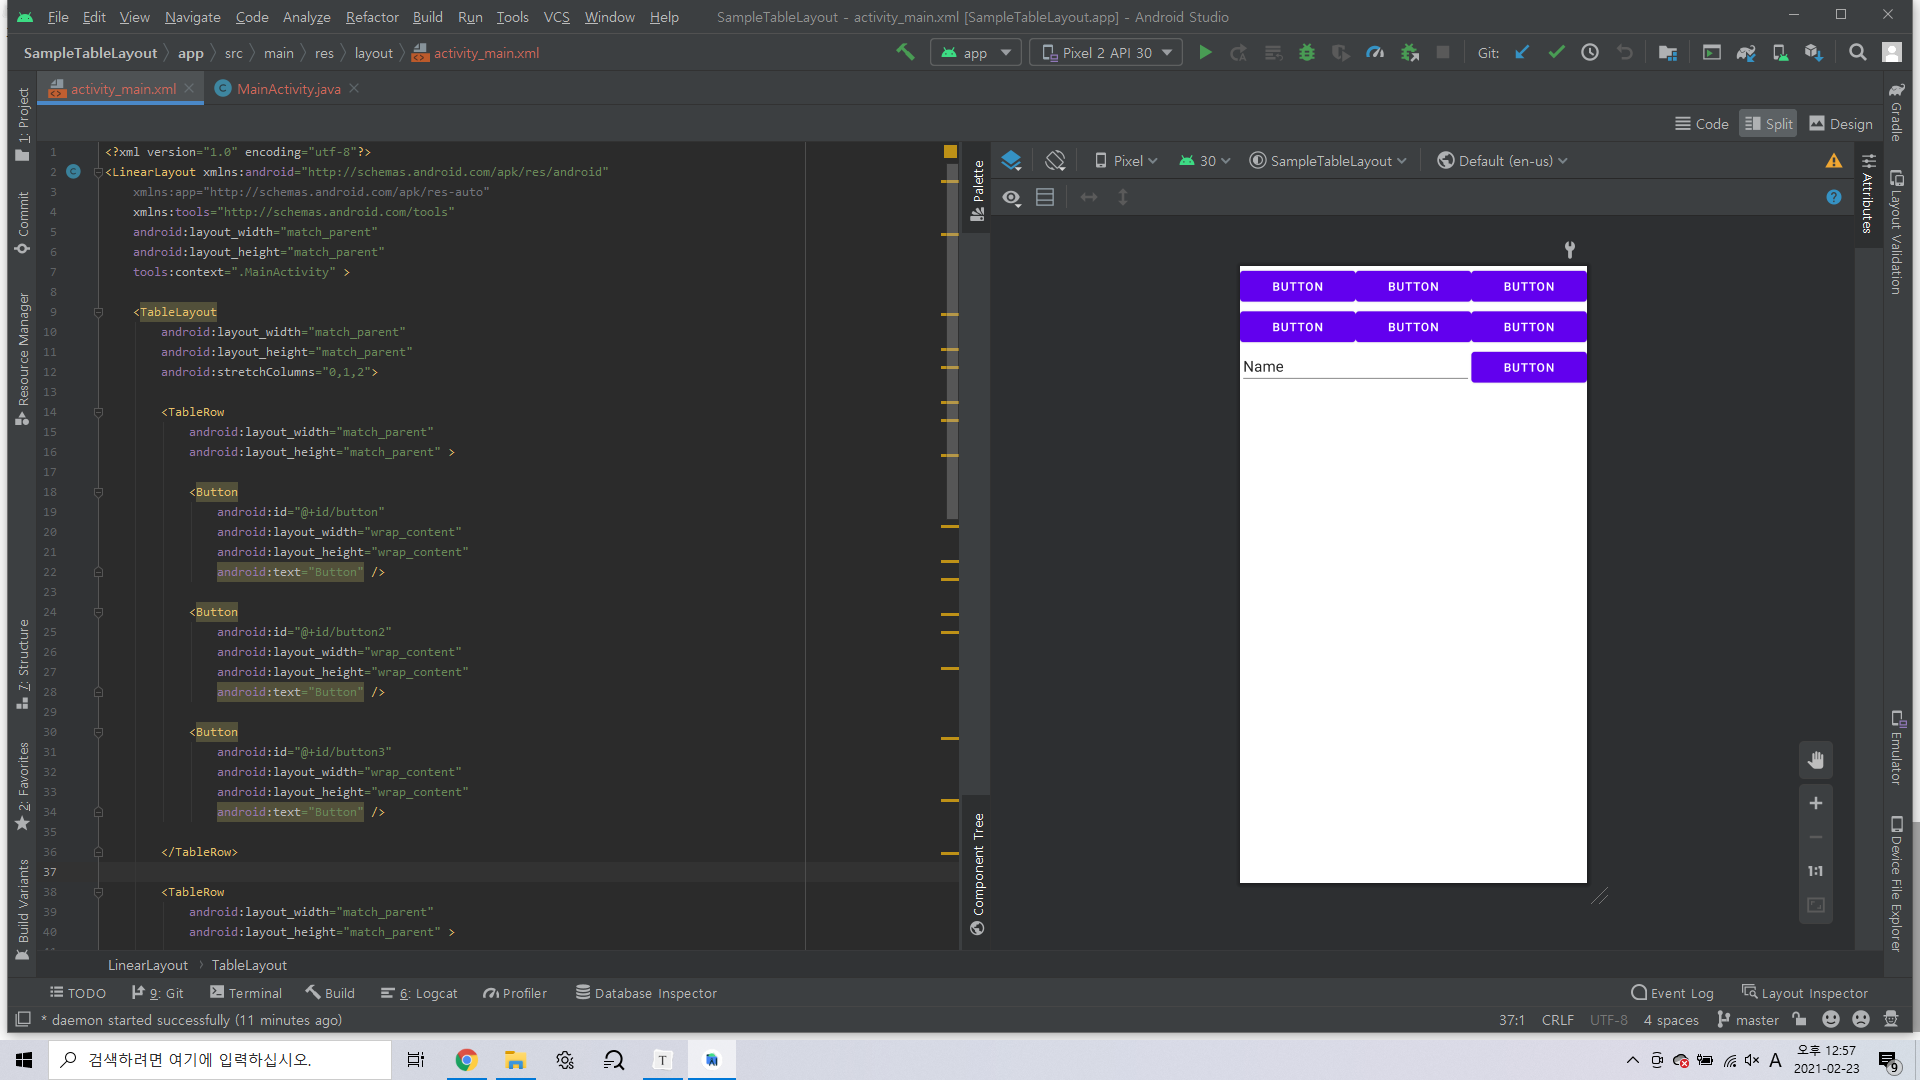 File Edit View Navigate Code Analyze Refactor Build Run Tools VCS Window Help SampleTableLayout - activity_main.xml [SampleTableLayout.app] - Android Studio
SampleTableLayout app src main res layout activity_main.xml app Pixel 2 API 30 Git:
activity_main.xml MainActivity.java
Code Split Design
Pixel 30 SampleTableLayout Default (en-us)
1 <?xml version="1.0" encoding="utf-8"?>
2 <LinearLayout xmlns:android="http://schemas.android.com/apk/res/android"
3 xmlns:app="http://schemas.android.com/apk/res-auto"
4 xmlns:tools="http://schemas.android.com/tools"
5 android:layout_width="match_parent"
6 android:layout_height="match_parent"
7 tools:context=".MainActivity" >
8
9 <TableLayout
10 android:layout_width="match_parent"
11 android:layout_height="match_parent"
12 android:stretchColumns="0,1,2">
13
14 <TableRow
15 android:layout_width="match_parent"
16 android:layout_height="match_parent" >
17
18 <Button
19 android:id="@+id/button"
20 android:layout_width="wrap_content"
21 android:layout_height="wrap_content"
22 android:text="Button" />
23
24 <Button
25 android:id="@+id/button2"
26 android:layout_width="wrap_content"
27 android:layout_height="wrap_content"
28 android:text="Button" />
29
30 <Button
31 android:id="@+id/button3"
32 android:layout_width="wrap_content"
33 android:layout_height="wrap_content"
34 android:text="Button" />
35
36 </TableRow>
37
38 <TableRow
39 android:layout_width="match_parent"
40 android:layout_height="match_parent" >
BUTTON BUTTON BUTTON
BUTTON BUTTON BUTTON
Name BUTTON
1:1
1: Project
Commit
Resource Manager
7: Structure
2: Favorites
Build Variants
Palette
Component Tree
Attributes
Gradle
Layout Validation
Emulator
Device File Explorer
LinearLayout TableLayout
TODO 9: Git Terminal Build 6: Logcat Profiler Database Inspector Event Log Layout Inspector
* daemon started successfully (11 minutes ago) 37:1 CRLF UTF-8 4 spaces master
검색하려면 여기에 입력하십시오. T A 오후 12:57
2021-02-23 9